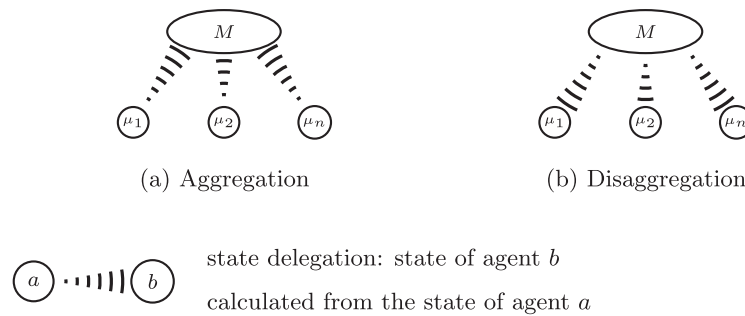 M M
μ1 μ2 μn μ1 μ2 μn
(a) Aggregation (b) Disaggregation
state delegation: state of agent b
a b
calculated from the state of agent a